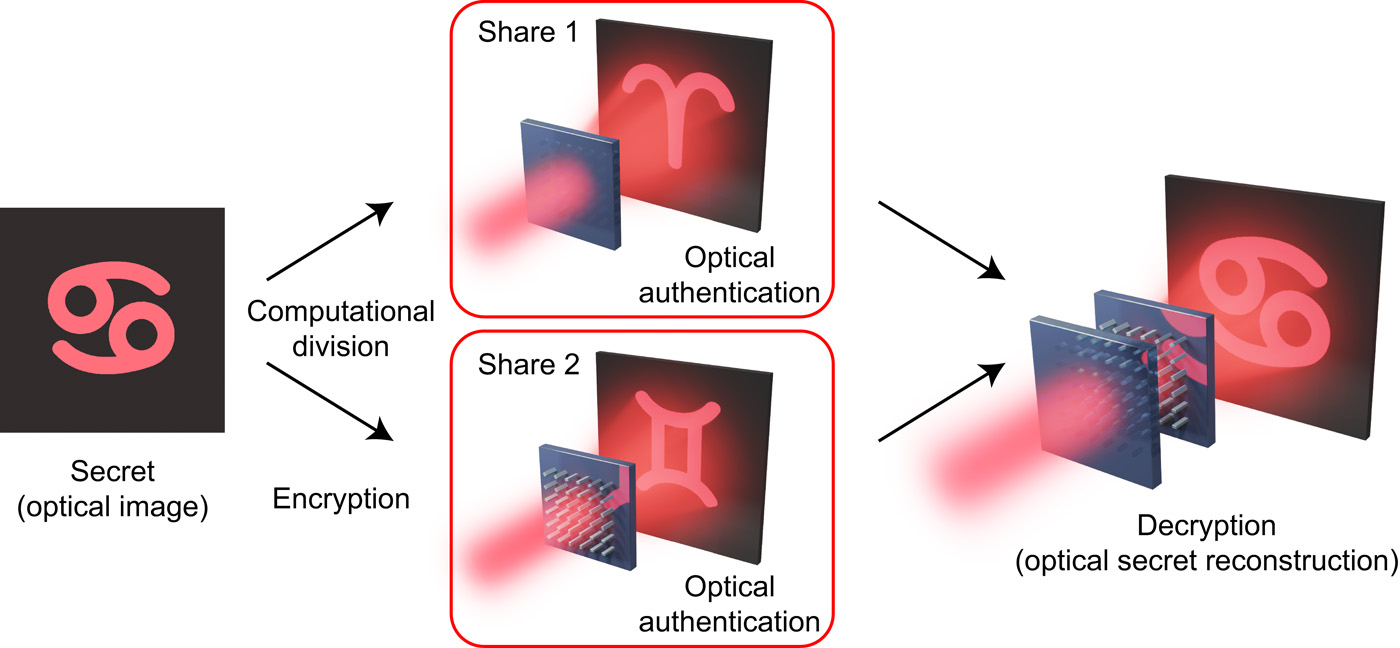 Secret
(optical image)
Computational
division
Encryption
Share 1
Optical
authentication
Share 2
Optical
authentication
Decryption
(optical secret reconstruction)